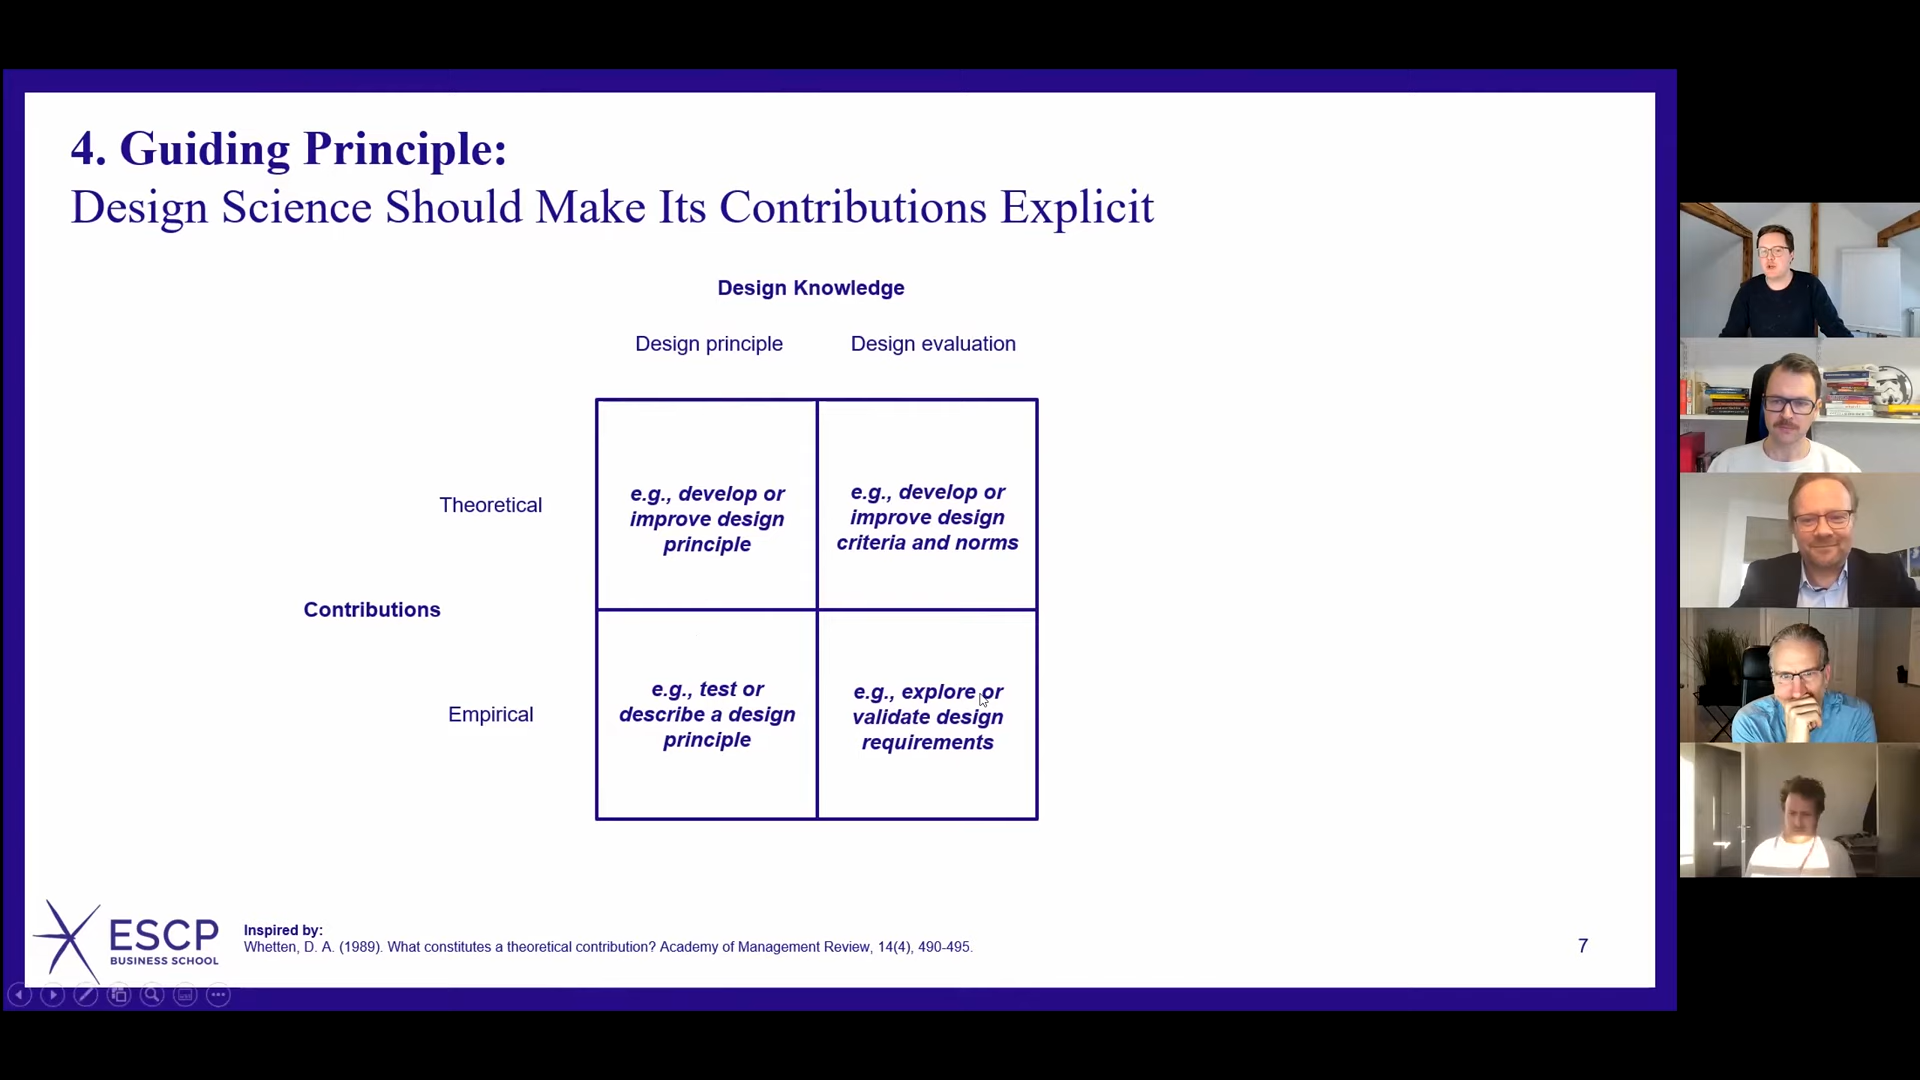 4. Guiding Principle:
Design Science Should Make Its Contributions Explicit
Design Knowledge
Design principle
Design evaluation
Theoretical
e.g., develop or
improve design
principle
e.g., develop or
improve design
criteria and norms
Contributions
Empirical
e.g., test or
describe a design
principle
e.g., explore or
validate design
requirements
ESCP
BUSINESS SCHOOL
Inspired by:
Whetten, D. A. (1989). What constitutes a theoretical contribution? Academy of Management Review, 14(4), 490-495.
7